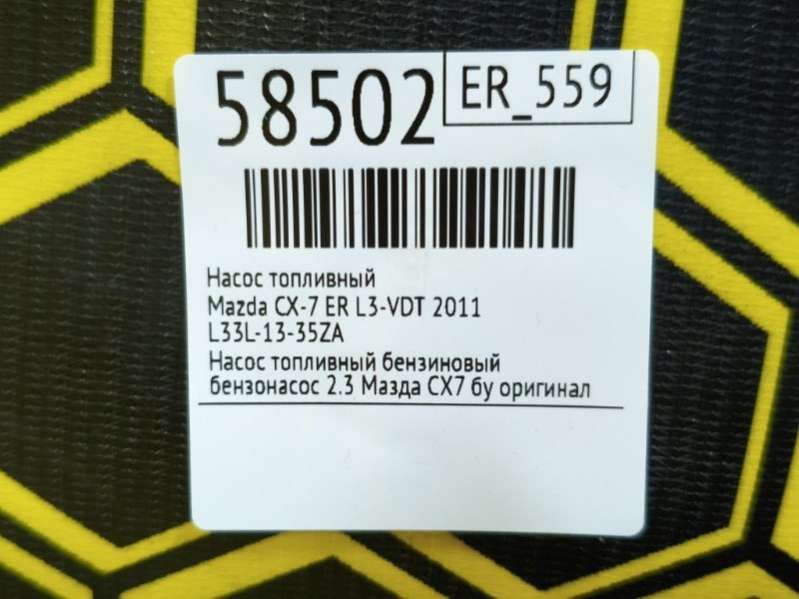 58502
ER_559
Насос топливный
Mazda CX-7 ER L3-VDT 2011
L33L-13-35ZA
Насос топливный бензиновый
бензонасос 2.3 Мазда СХ7 бу оригинал